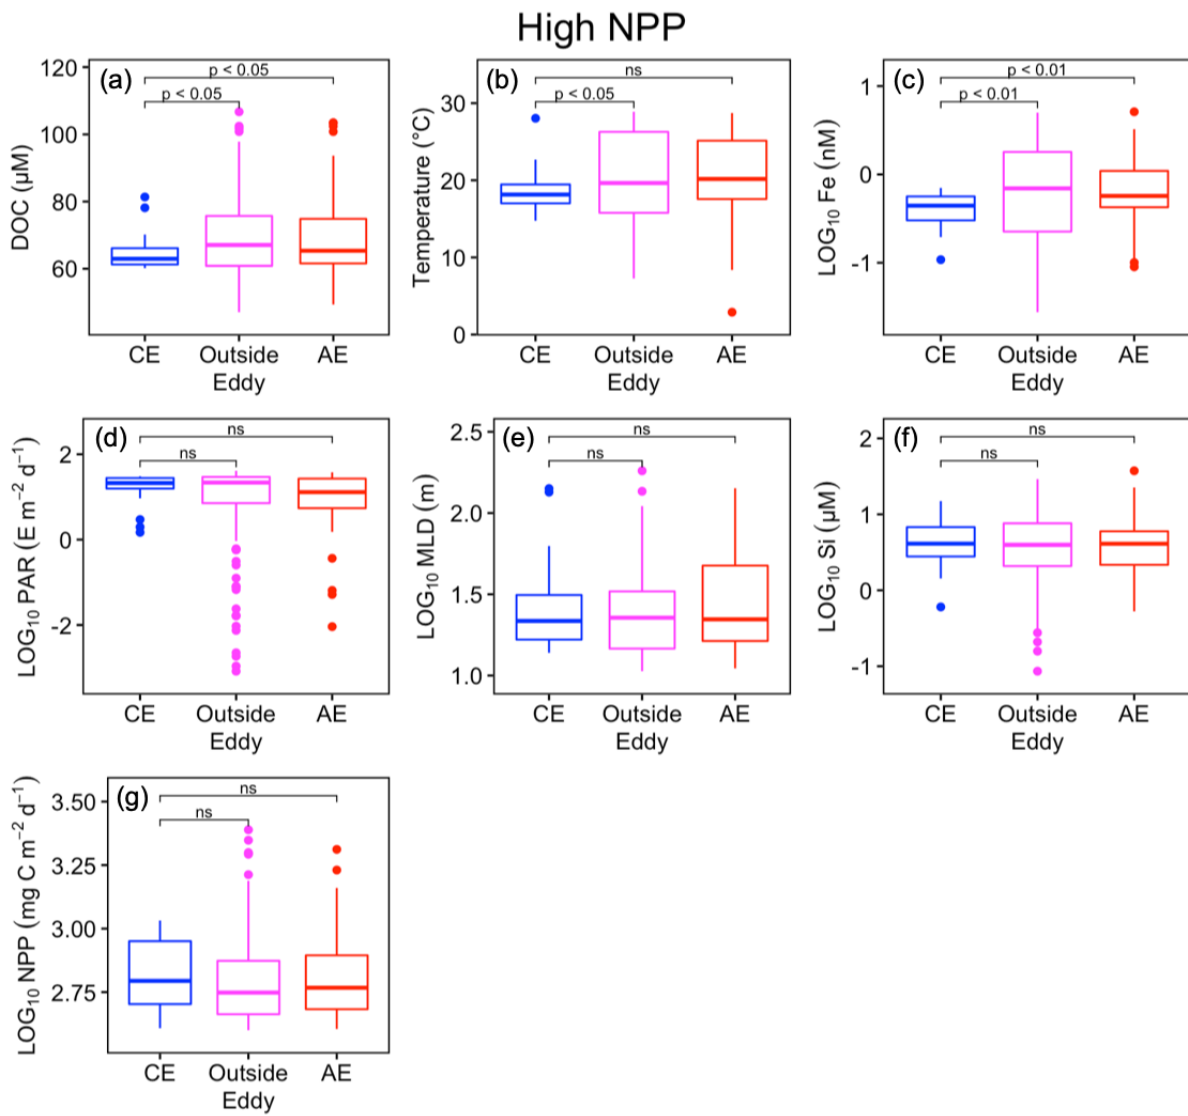 High NPP
(a)
p < 0.05
p < 0.05
DOC (µM)
120
100
80
60
CE
Outside
Eddy
AE
(b)
ns
p < 0.05
Temperature (°C)
30
20
10
0
CE
Outside
Eddy
AE
(c)
p < 0.01
p < 0.01
LOG₁₀ Fe (nM)
1
0
-1
CE
Outside
Eddy
AE
(d)
ns
ns
LOG₁₀ PAR (E m⁻² d⁻¹)
2
0
-2
CE
Outside
Eddy
AE
(e)
ns
ns
LOG₁₀ MLD (m)
2.5
2.0
1.5
1.0
CE
Outside
Eddy
AE
(f)
ns
ns
LOG₁₀ Si (µM)
2
1
0
-1
CE
Outside
Eddy
AE
(g)
ns
ns
LOG₁₀ NPP (mg C m⁻² d⁻¹)
3.50
3.25
3.00
2.75
CE
Outside
Eddy
AE